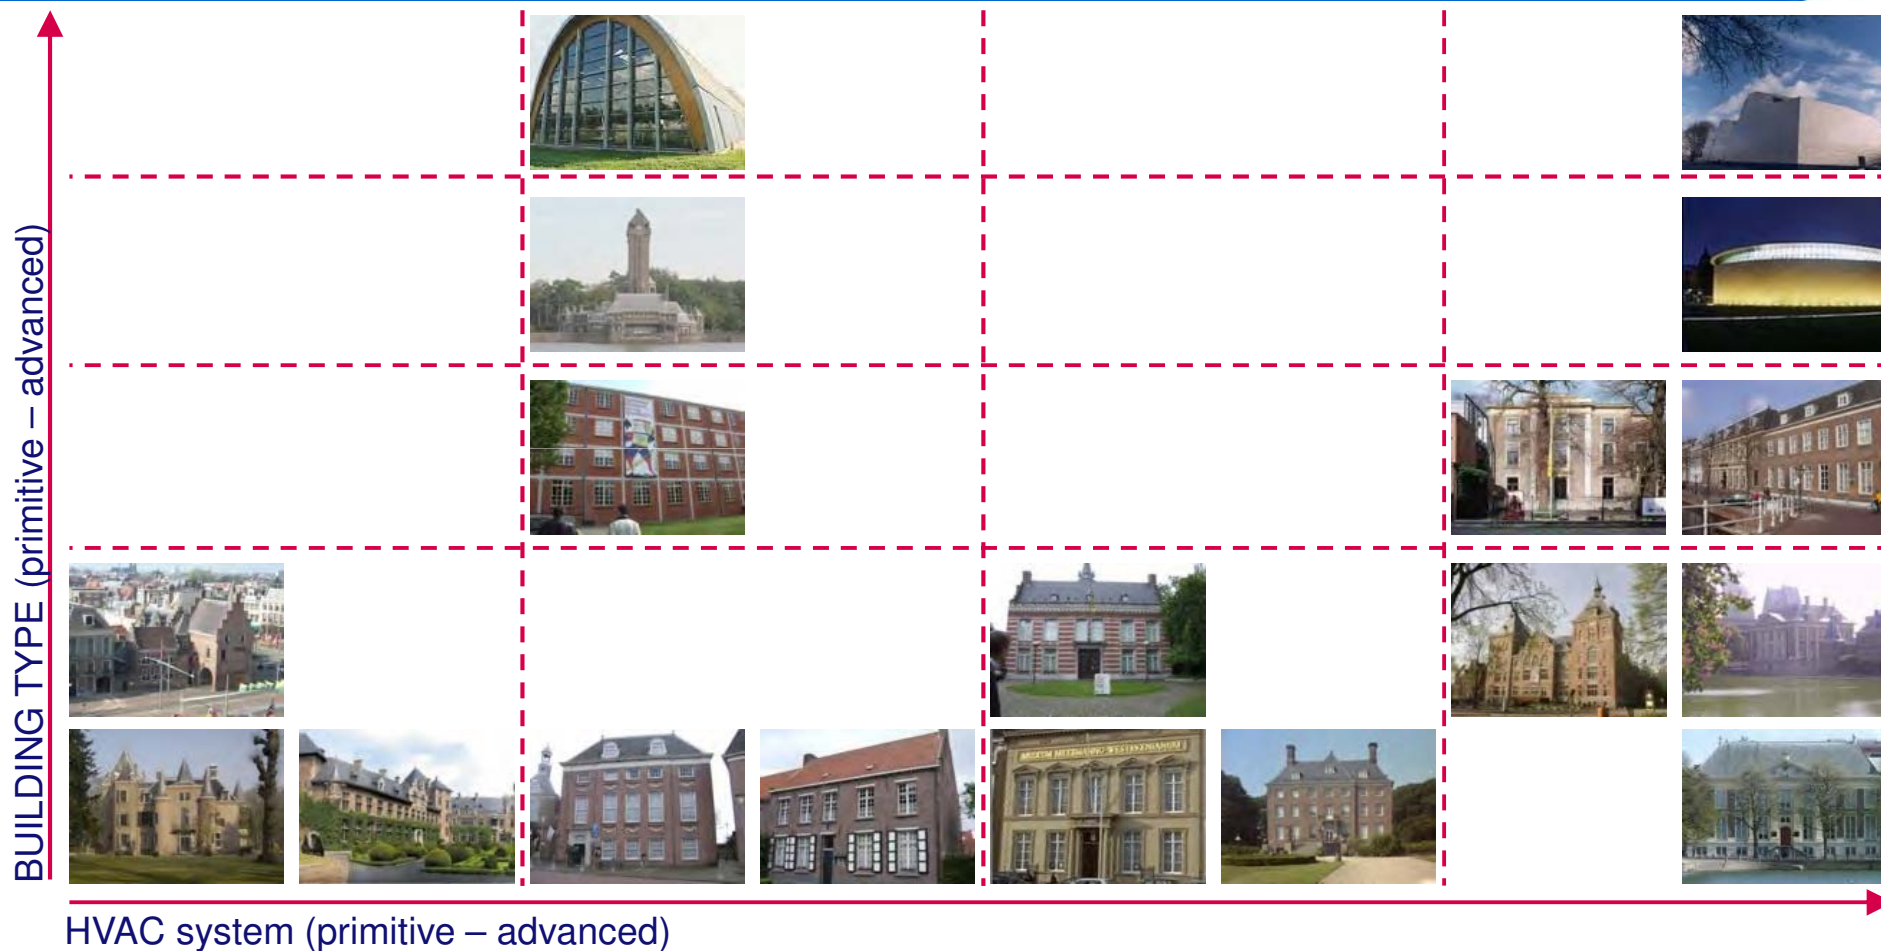 BUILDING TYPE (primitive – advanced)
HVAC system (primitive – advanced)